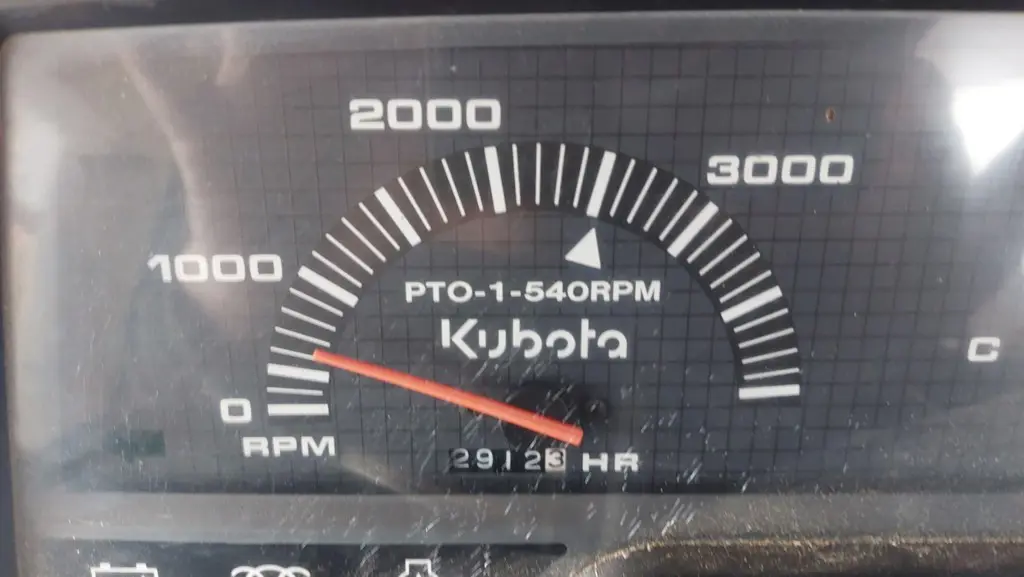 2000
3000
1000
PTO-1-540RPM
Kubota
C
0
RPM
29123 HR